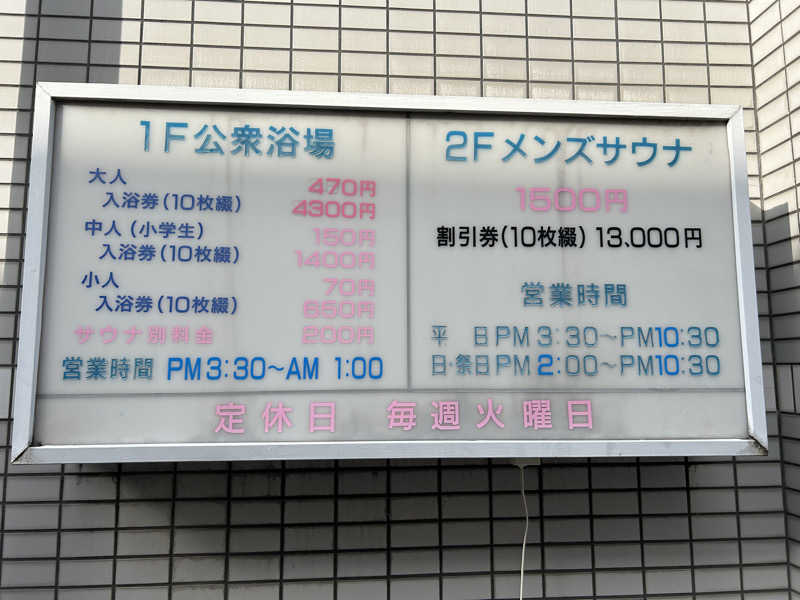 1F公衆浴場
大人 470円
入浴券(10枚綴) 4300円
中人(小学生) 150円
入浴券(10枚綴) 1400円
小人 70円
入浴券(10枚綴) 650円
サウナ別料金 200円
営業時間 PM3:30~AM 1:00
2Fメンズサウナ
1500円
割引券(10枚綴) 13、000円
営業時間
平 日 PM 3:30~PM10:30
日・祭日 PM 2:00~PM10:30
定休日 毎週火曜日